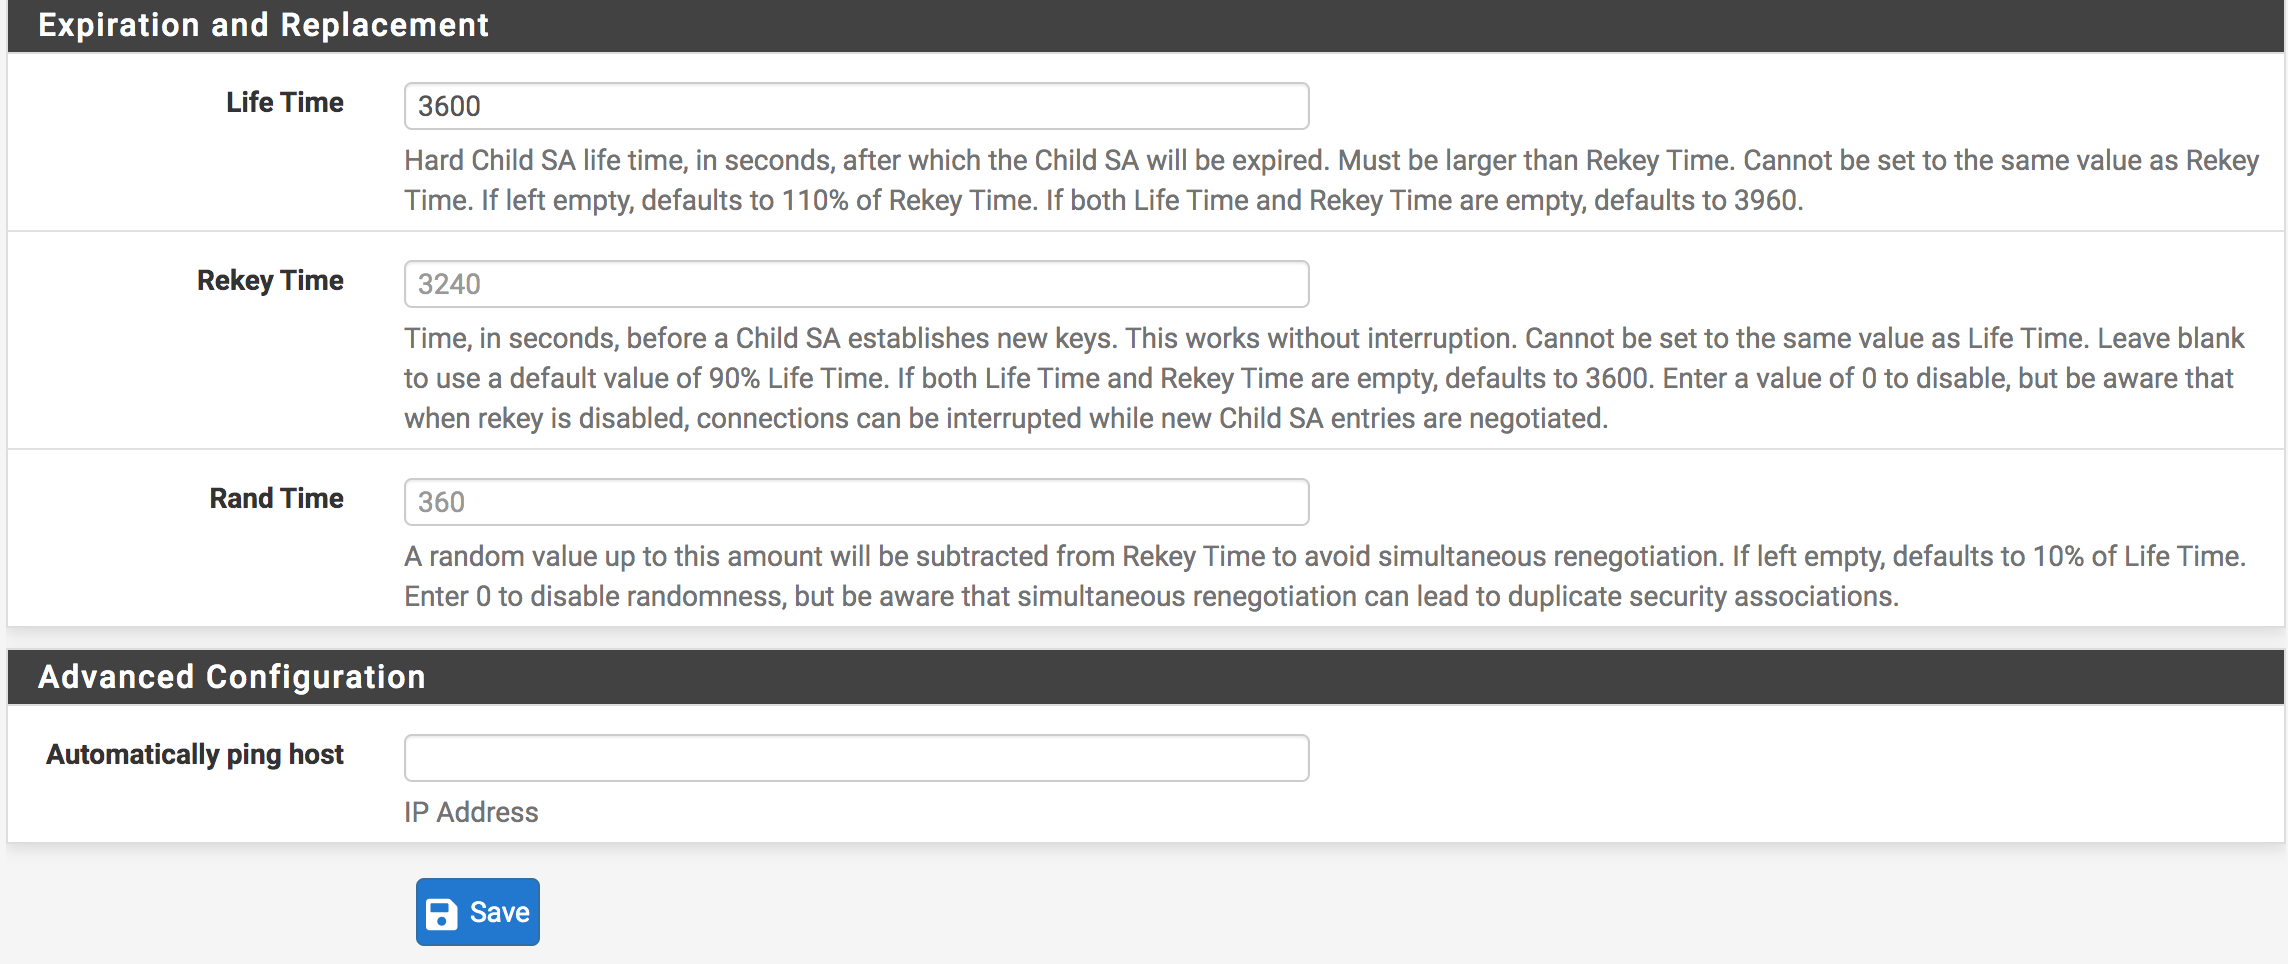 Expiration and Replacement
Life Time
3600
Hard Child SA life time, in seconds, after which the Child SA will be expired. Must be larger than Rekey Time. Cannot be set to the same value as Rekey
Time. If left empty, defaults to 110% of Rekey Time. If both Life Time and Rekey Time are empty, defaults to 3960.
Rekey Time
3240
Time, in seconds, before a Child SA establishes new keys. This works without interruption. Cannot be set to the same value as Life Time. Leave blank
to use a default value of 90% Life Time. If both Life Time and Rekey Time are empty, defaults to 3600. Enter a value of 0 to disable, but be aware that
when rekey is disabled, connections can be interrupted while new Child SA entries are negotiated.
Rand Time
360
A random value up to this amount will be subtracted from Rekey Time to avoid simultaneous renegotiation. If left empty, defaults to 10% of Life Time.
Enter 0 to disable randomness, but be aware that simultaneous renegotiation can lead to duplicate security associations.
Advanced Configuration
Automatically ping host
IP Address
Save